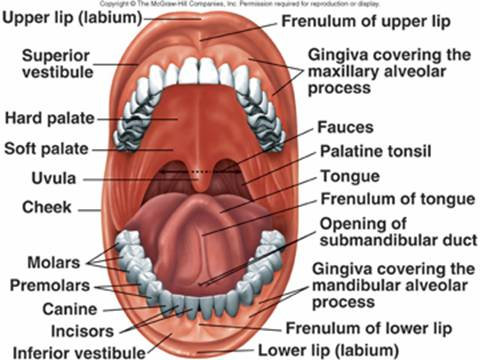 Copyright © The McGraw-Hill Companies, Inc. Permission required for reproduction or display.
Upper lip (labium)
Superior
vestibule
Hard palate
Soft palate
Uvula
Cheek
Molars
Premolars
Canine
Incisors
Inferior vestibule
Frenulum of upper lip
Gingiva covering the
maxillary alveolar
process
Fauces
Palatine tonsil
Tongue
Frenulum of tongue
Opening of
submandibular duct
Gingiva covering the
mandibular alveolar
process
Frenulum of lower lip
Lower lip (labium)